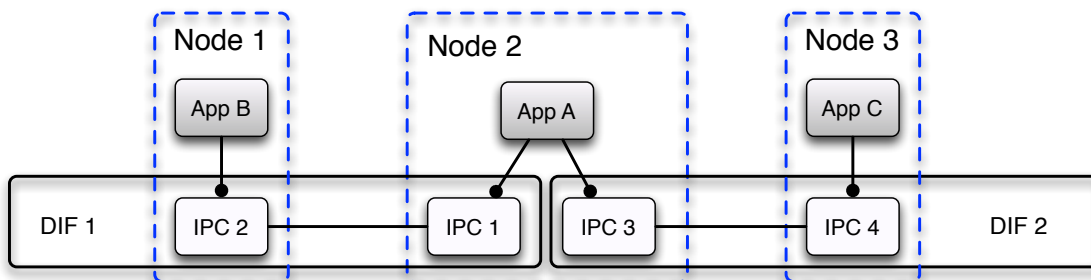 Node 1
Node 2
Node 3
App B
App A
App C
DIF 1
IPC 2
IPC 1
IPC 3
IPC 4
DIF 2